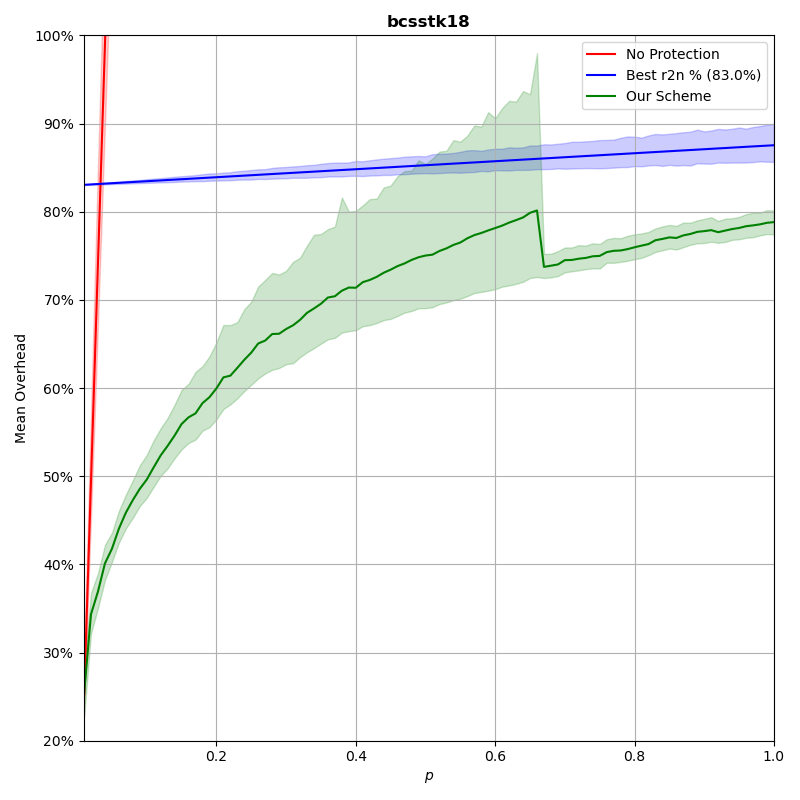 bcsstk18
100%
90%
80%
70%
60%
50%
40%
30%
20%
Mean Overhead
No Protection
Best r2n % (83.0%)
Our Scheme
0.2
0.4
0.6
0.8
1.0
p